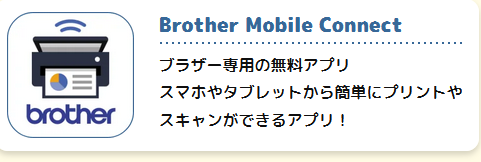 Brother Mobile Connect
brother
ブラザー専用の無料アプリ
スマホやタブレットから簡単にプリントや
スキャンができるアプリ！